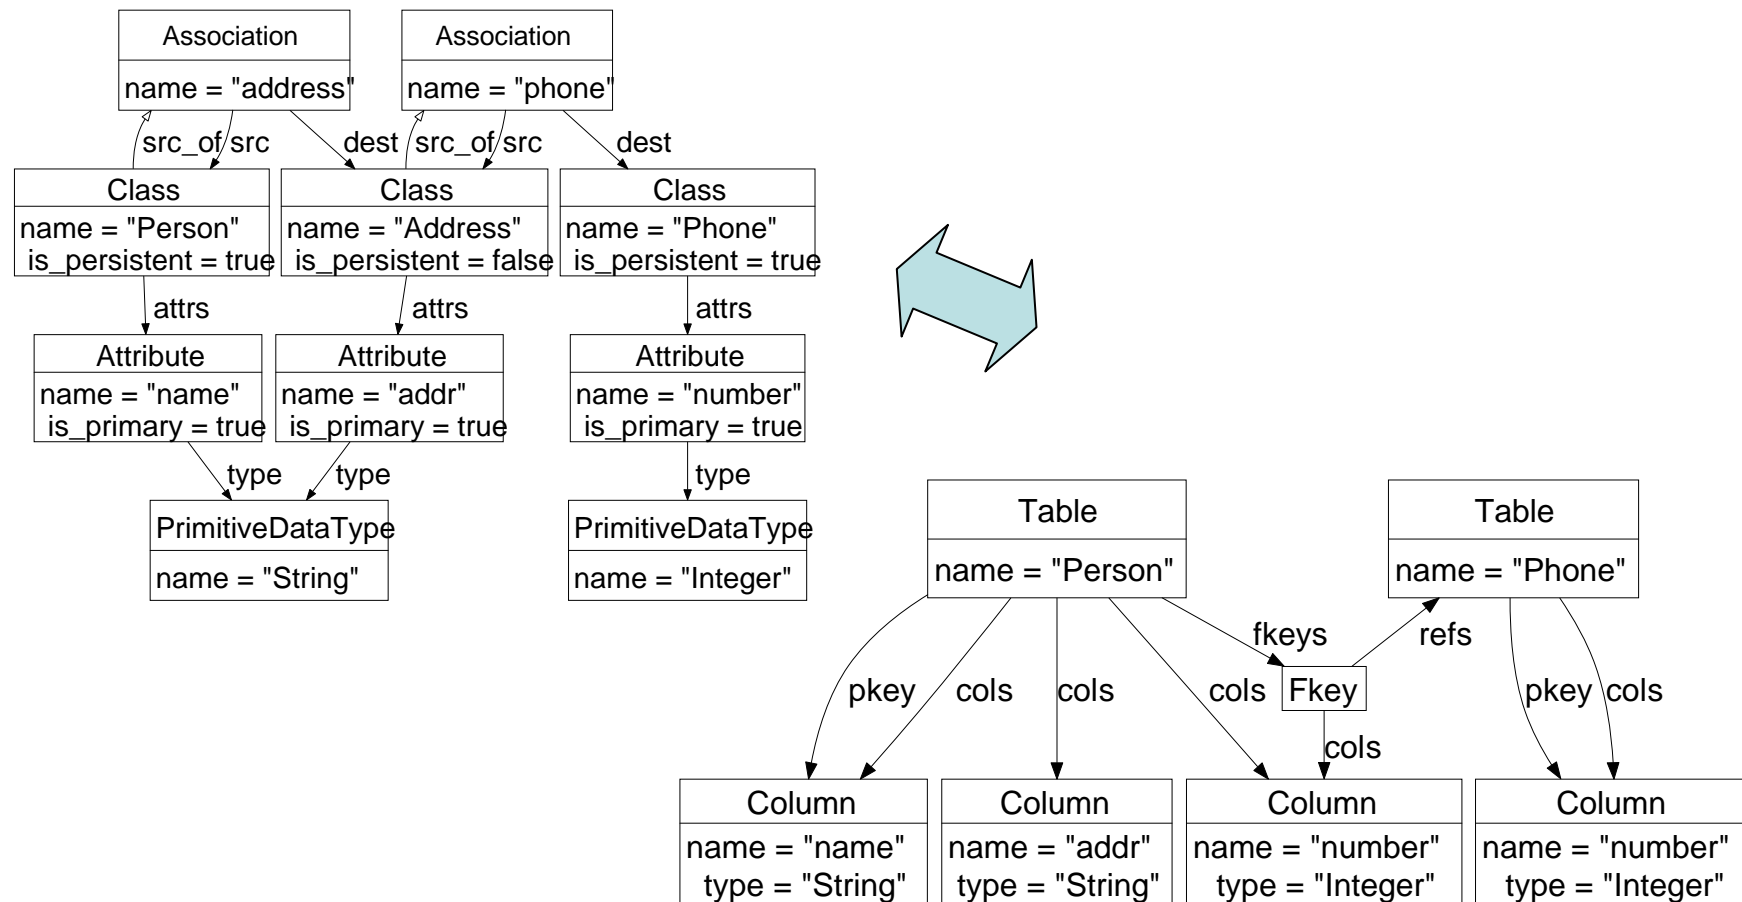 Association
name = "address"
Association
name = "phone"
src_of
src
dest
src_of
src
dest
Class
name = "Person"
is_persistent = true
Class
name = "Address"
is_persistent = false
Class
name = "Phone"
is_persistent = true
attrs
attrs
attrs
Attribute
name = "name"
is_primary = true
Attribute
name = "addr"
is_primary = true
Attribute
name = "number"
is_primary = true
type
type
type
PrimitiveDataType
name = "String"
PrimitiveDataType
name = "Integer"
Table
name = "Person"
Table
name = "Phone"
fkeys
refs
pkey
cols
cols
cols
Fkey
pkey
cols
cols
Column
name = "name"
type = "String"
Column
name = "addr"
type = "String"
Column
name = "number"
type = "Integer"
Column
name = "number"
type = "Integer"